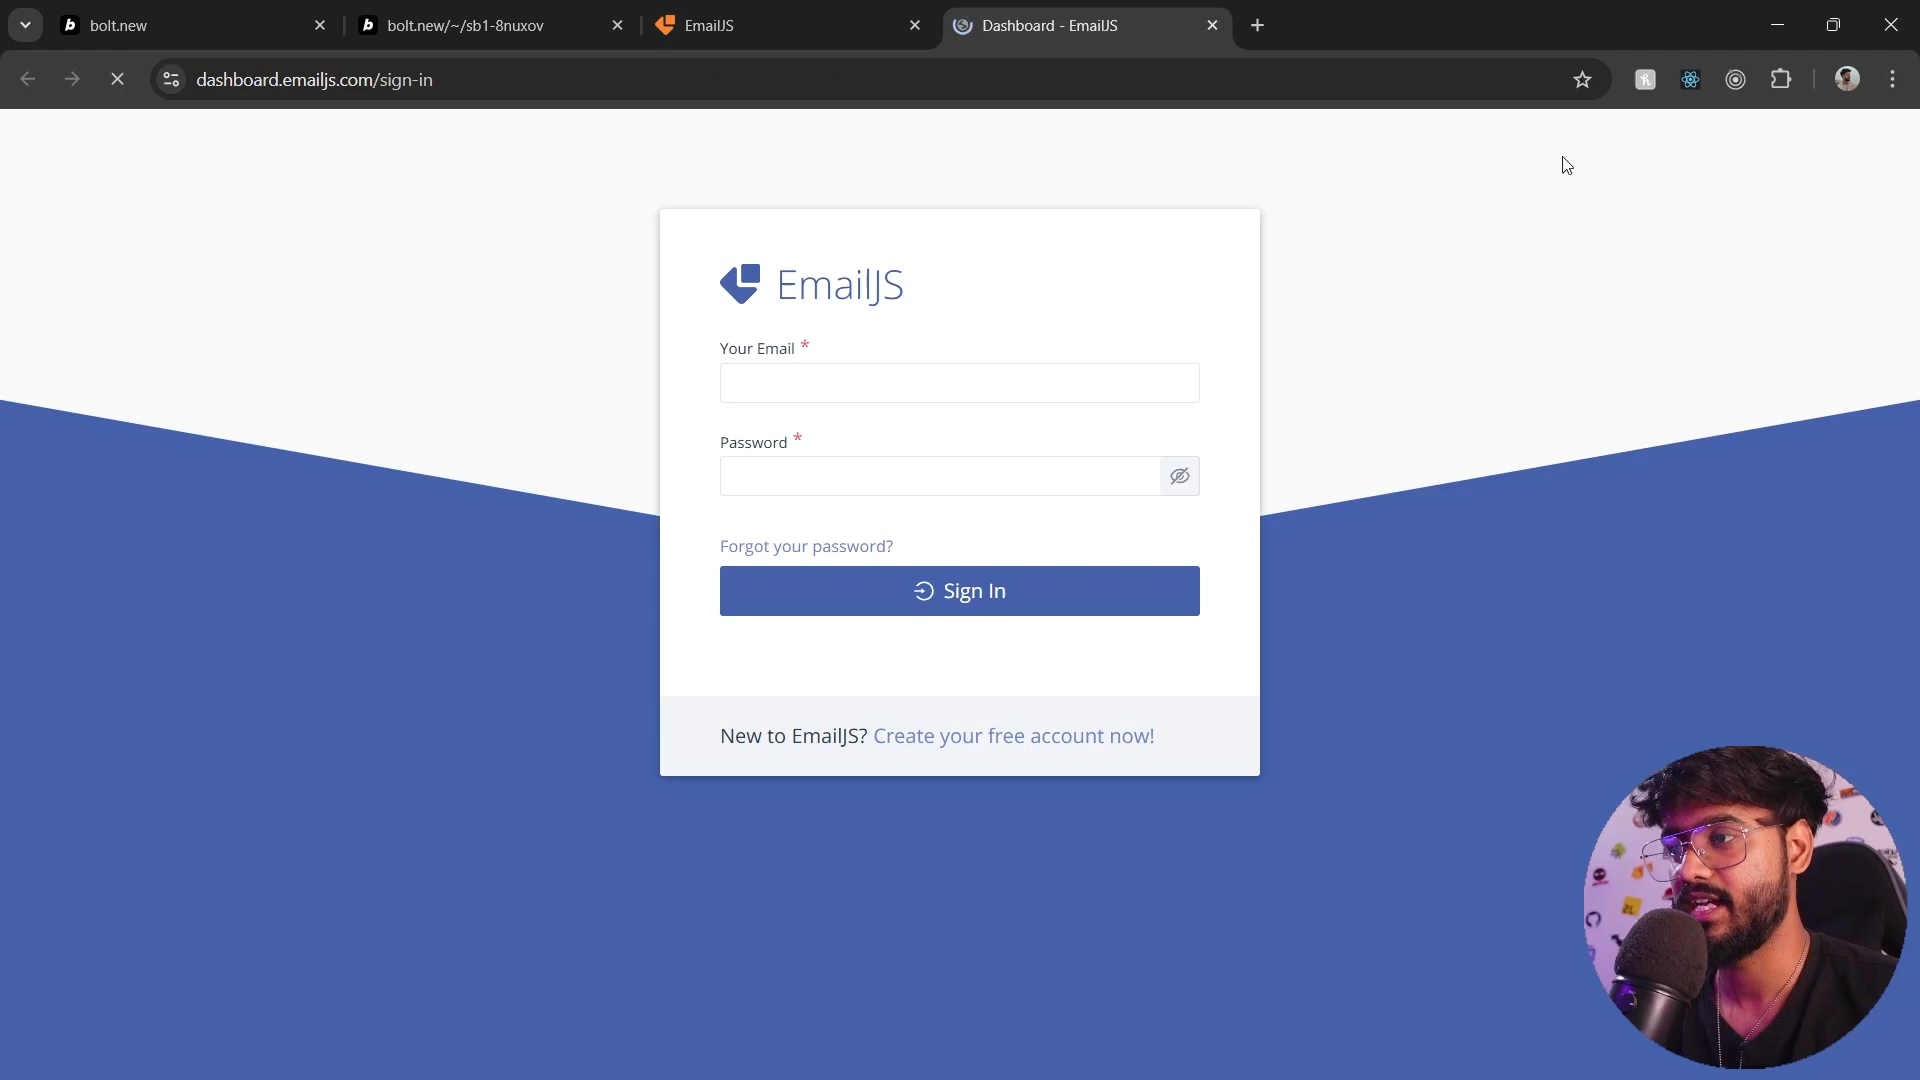 bolt.new
bolt.new/~/sb1-8nuxov
EmailJS
Dashboard - EmailJS
dashboard.emailjs.com/sign-in
EmailJS
Your Email *
Password *
Forgot your password?
Sign In
New to EmailJS? Create your free account now!